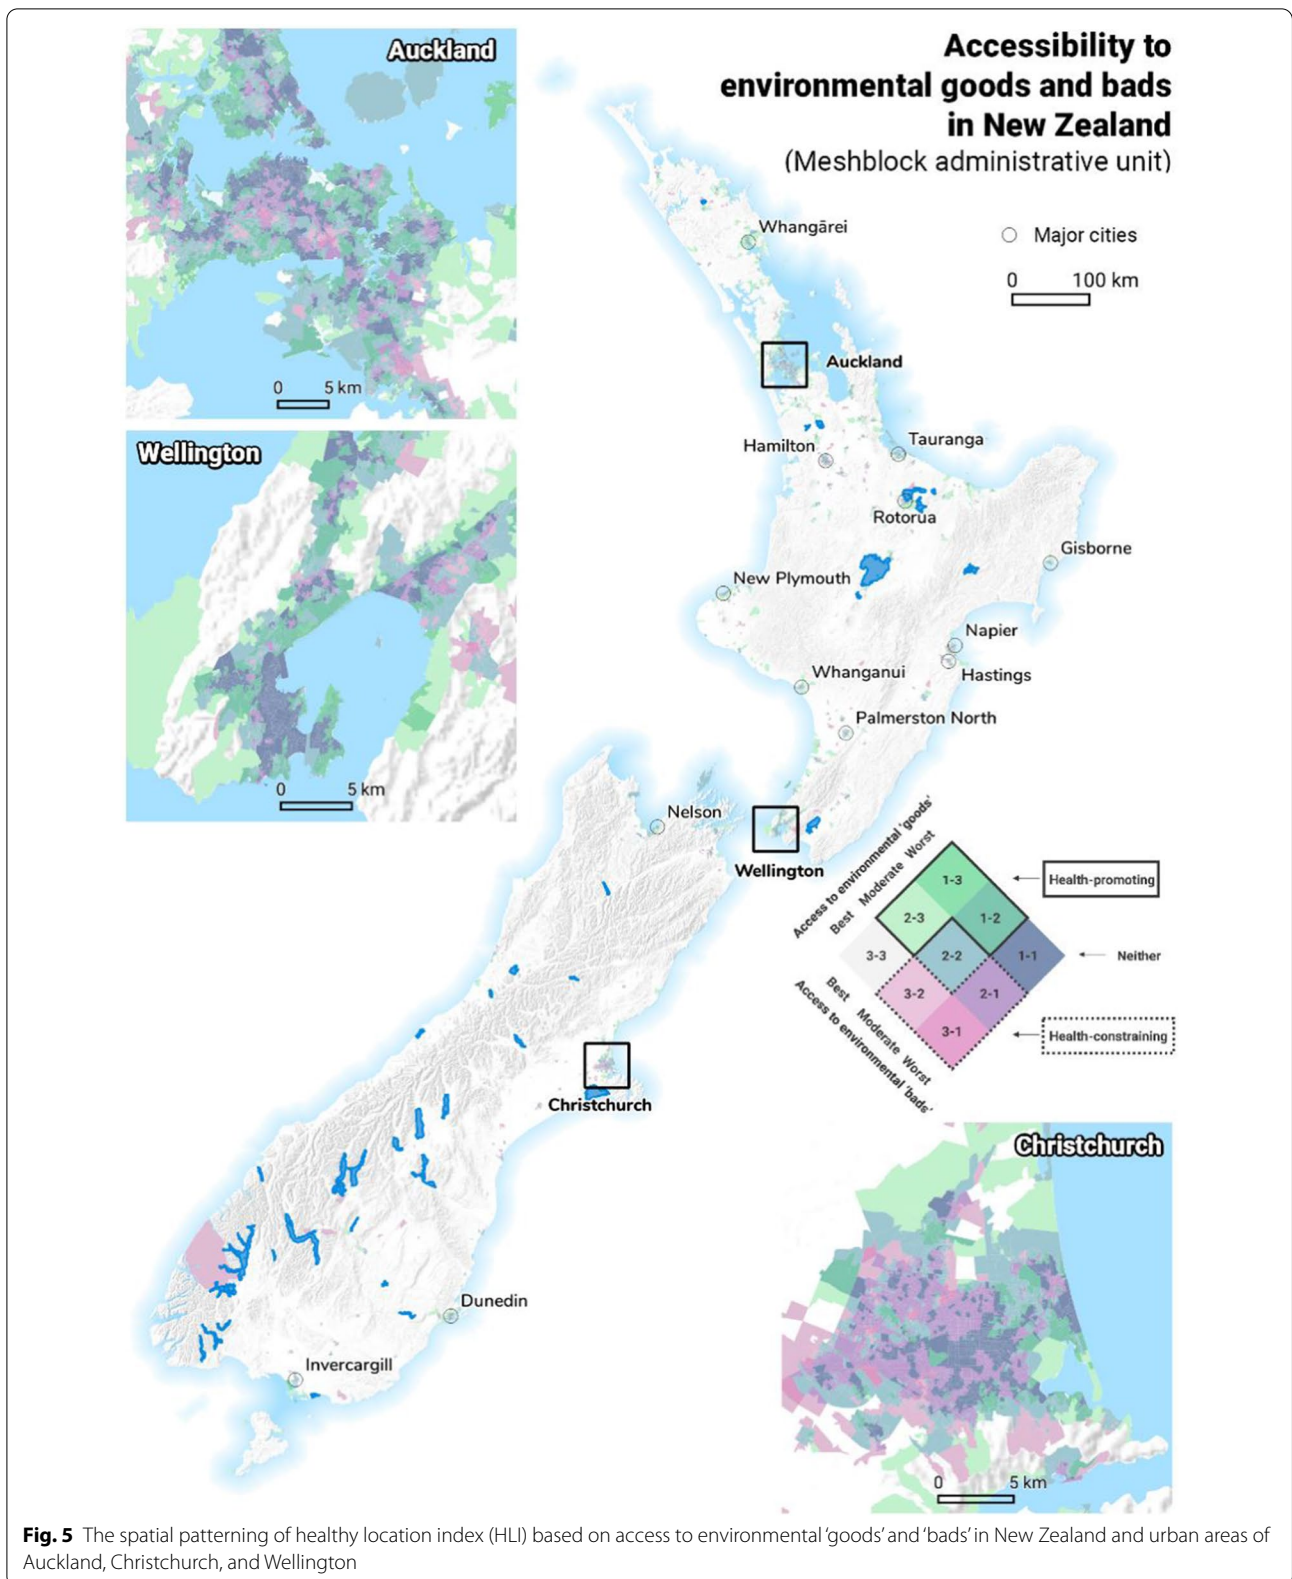 Accessibility to
environmental goods and bads
in New Zealand
(Meshblock administrative unit)
Major cities
0 100 km
Auckland
0 5 km
Wellington
0 5 km
Whangārei
Auckland
Hamilton
Tauranga
Rotorua
Gisborne
New Plymouth
Napier
Hastings
Whanganui
Palmerston North
Nelson
Wellington
Christchurch
Dunedin
Invercargill
Access to environmental 'goods'
Best Moderate Worst
1-3
2-3
1-2
3-3
2-2
1-1
3-2
2-1
3-1
Best Moderate Worst
Access to environmental 'bads'
Health-promoting
Neither
Health-constraining
Christchurch
0 5 km
Fig. 5 The spatial patterning of healthy location index (HLI) based on access to environmental 'goods' and 'bads' in New Zealand and urban areas of
Auckland, Christchurch, and Wellington